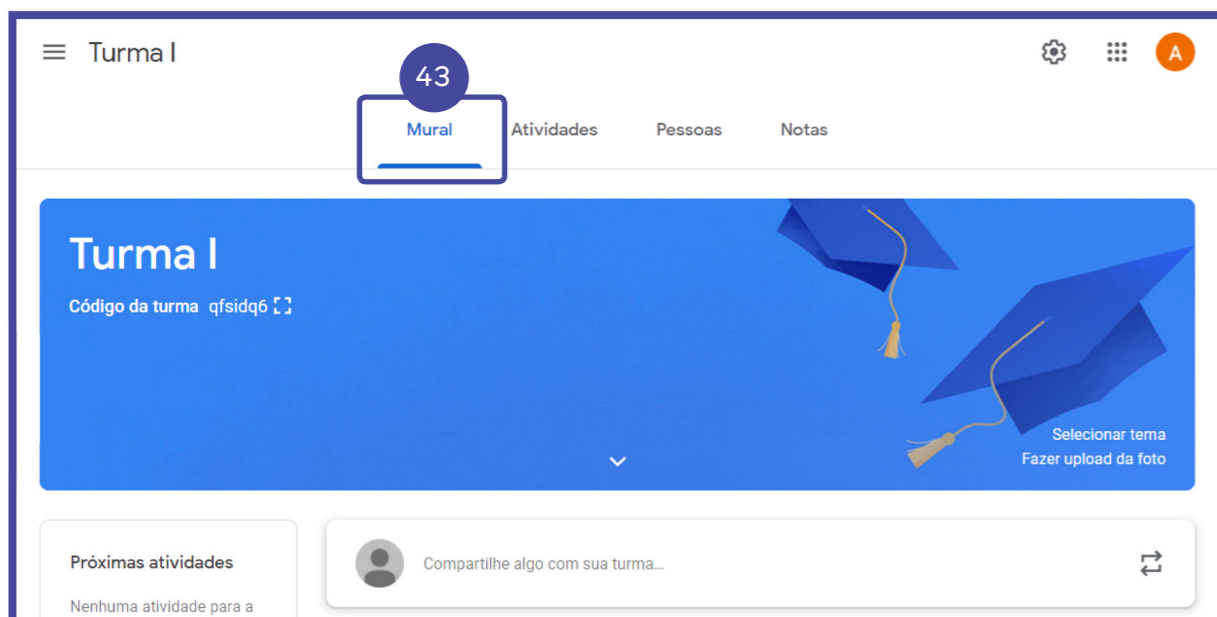 Turma I
A
43
Mural
Atividades
Pessoas
Notas
Turma I
Código da turma qfsidq6
Selecionar tema
Fazer upload da foto
Próximas atividades
Nenhuma atividade para a
Compartilhe algo com sua turma...